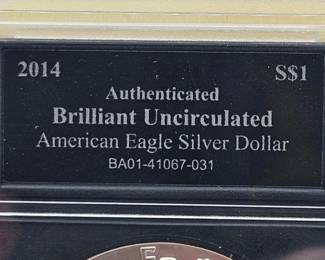 2014 S$1
Authenticated
Brilliant Uncirculated
American Eagle Silver Dollar
BA01-41067-031